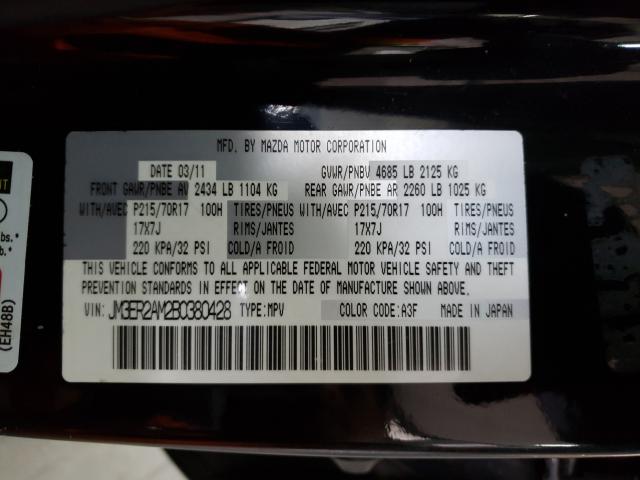 MFD. BY MAZDA MOTOR CORPORATION
DATE 03/11 GVWR/PNBV 4685 LB 2125 KG
FRONT GAWR/PNBE AV 2434 LB 1104 KG REAR GAWR/PNBE AR 2260 LB 1025 KG
WITH/AVEC P215/70R17 100H TIRES/PNEUS P215/70R17 100H TIRES/PNEUS
17X7J RIMS/JANTES 17X7J RIMS/JANTES
220 KPA/32 PSI COLD/A FROID 220 KPA/32 PSI COLD/A FROID
THIS VEHICLE CONFORMS TO ALL APPLICABLE FEDERAL MOTOR VEHICLE SAFETY AND THEFT
PREVENTION STANDARDS IN EFFECT ON THE DATE OF MANUFACTURE SHOWN ABOVE.
VIN: JM3ER2AM2B0380428 TYPE:MPV COLOR CODE:A3F MADE IN JAPAN
lbs.*
(EH48B)